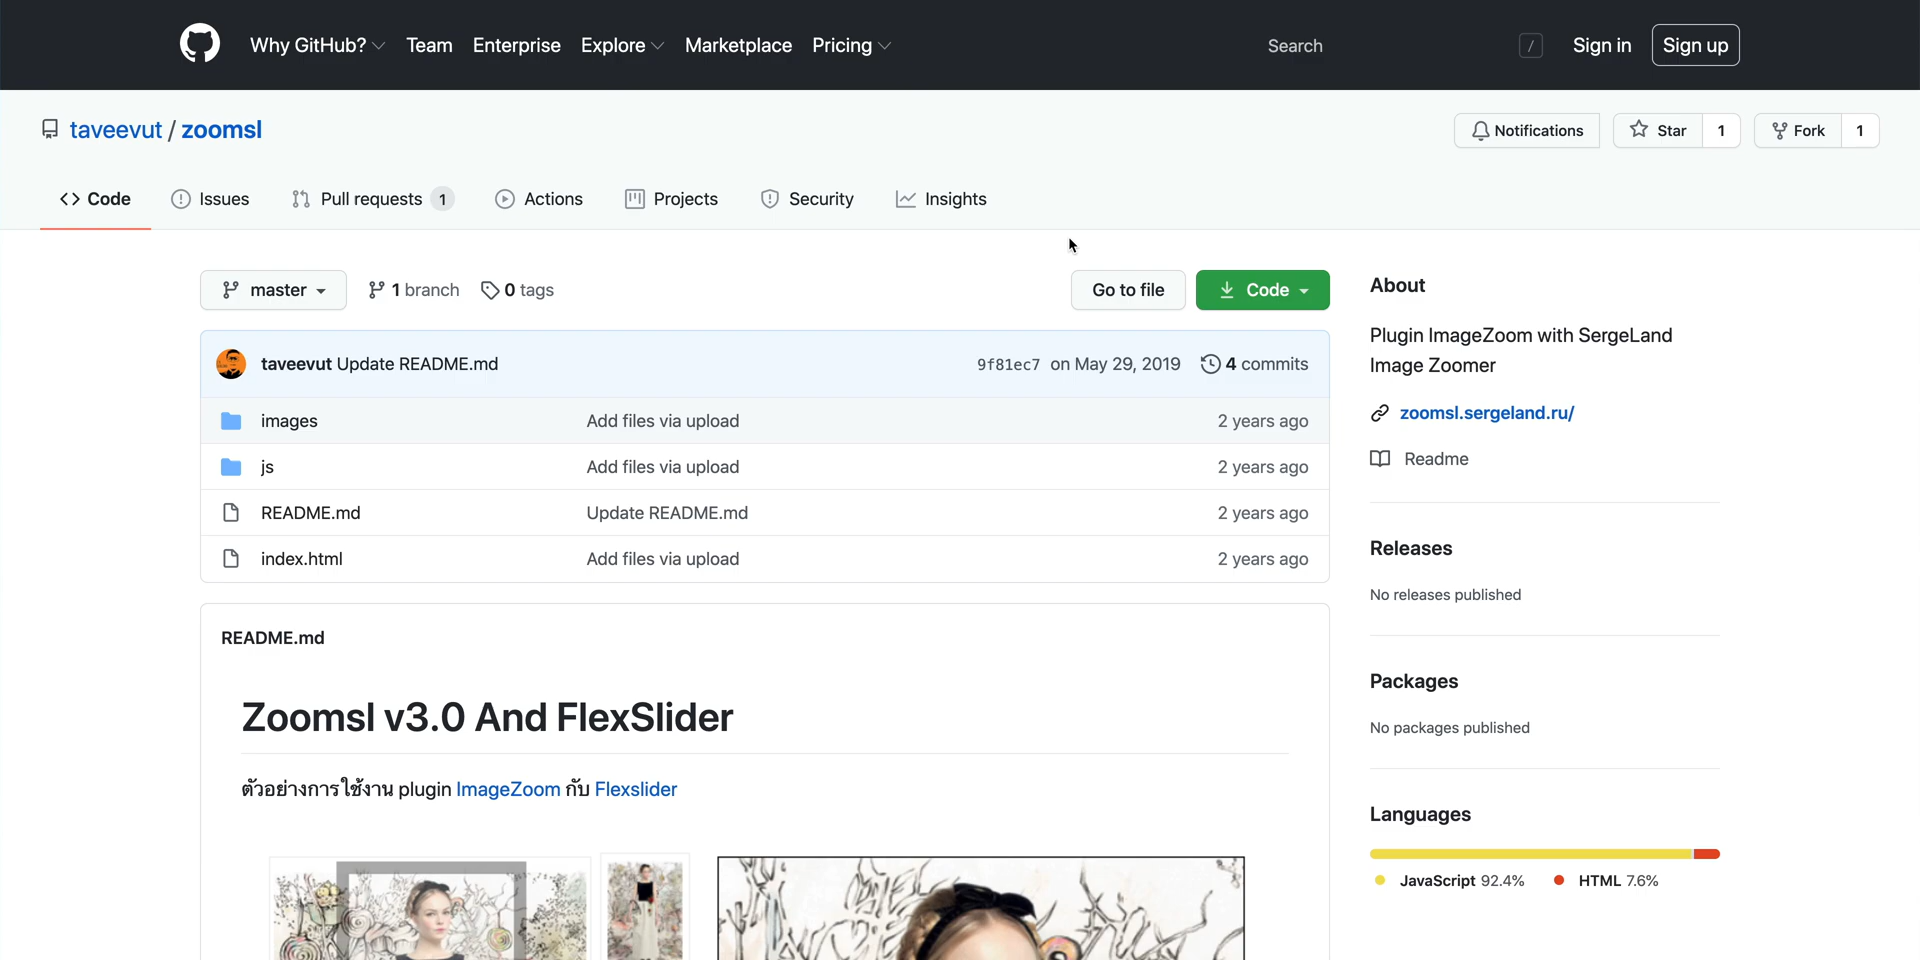 Why GitHub? Team Enterprise Explore Marketplace Pricing Search / Sign in Sign up
taveevut / zoomsl Notifications Star 1 Fork 1
Code Issues Pull requests 1 Actions Projects Security Insights
master 1 branch 0 tags Go to file Code
taveevut Update README.md 9f81ec7 on May 29, 2019 4 commits
images Add files via upload 2 years ago
js Add files via upload 2 years ago
README.md Update README.md 2 years ago
index.html Add files via upload 2 years ago
README.md
Zoomsl v3.0 And FlexSlider
ตัวอย่างการใช้งาน plugin ImageZoom กับ Flexslider
About
Plugin ImageZoom with SergeLand
Image Zoomer
zoomsl.sergeland.ru/
Readme
Releases
No releases published
Packages
No packages published
Languages
JavaScript 92.4% HTML 7.6%